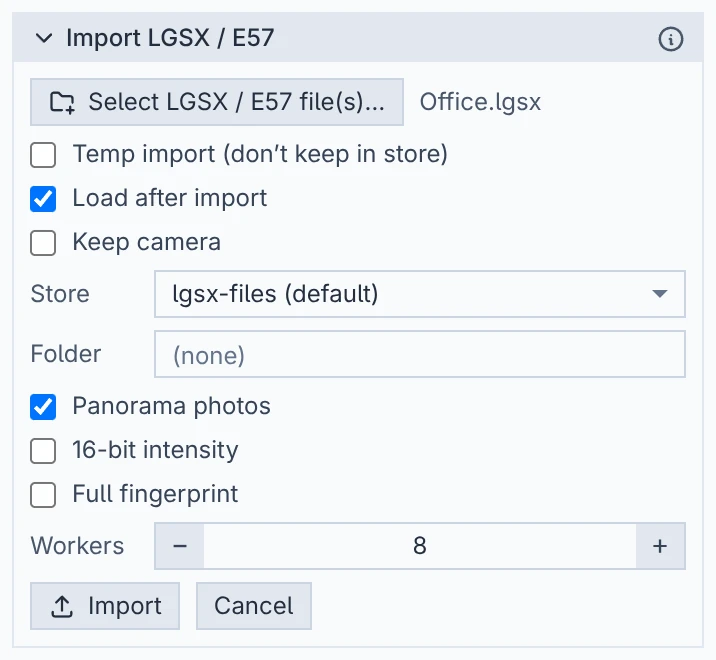 Import LGSX / E57
Select LGSX / E57 file(s)... Office.lgsx
Temp import (don’t keep in store)
Load after import
Keep camera
Store lgsx-files (default)
Folder (none)
Panorama photos
16-bit intensity
Full fingerprint
Workers − 8 +
Import Cancel